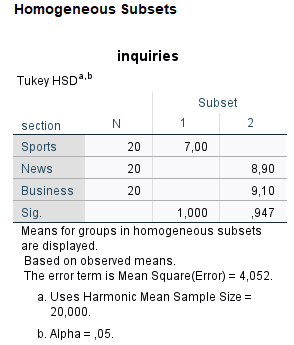 Homogeneous Subsets
inquiries
Tukey HSDa,b
Subset
section N 1 2
Sports 20 7,00
News 20 8,90
Business 20 9,10
Sig. 1,000 ,947
Means for groups in homogeneous subsets
are displayed.
Based on observed means.
The error term is Mean Square(Error) = 4,052.
a. Uses Harmonic Mean Sample Size =
20,000.
b. Alpha = ,05.